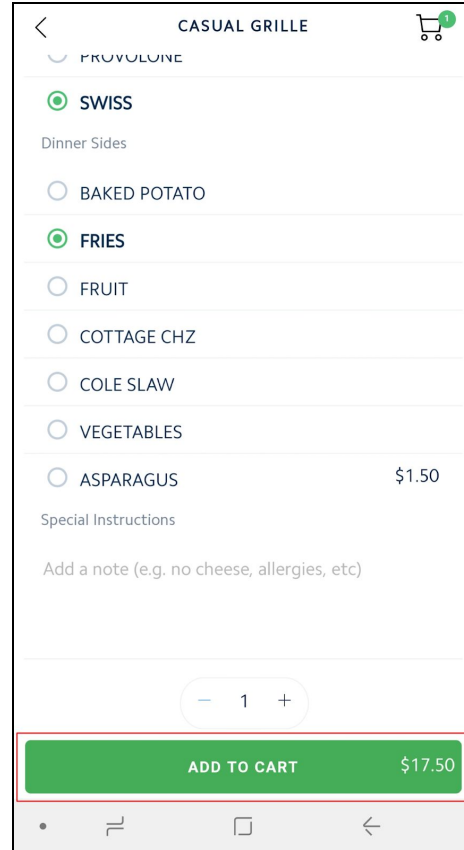 CASUAL GRILLE
1
PROVOLONE
SWISS
Dinner Sides
BAKED POTATO
FRIES
FRUIT
COTTAGE CHZ
COLE SLAW
VEGETABLES
ASPARAGUS $1.50
Special Instructions
Add a note (e.g. no cheese, allergies, etc)
− 1 +
ADD TO CART $17.50